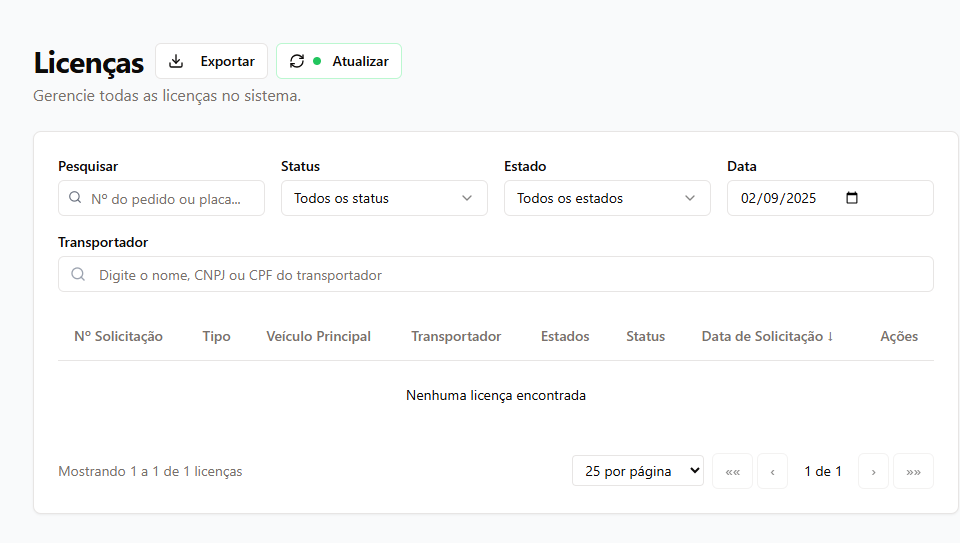 Licenças
Exportar
Atualizar
Gerencie todas as licenças no sistema.
Pesquisar
Status
Estado
Data
Nº do pedido ou placa...
Todos os status
Todos os estados
02/09/2025
Transportador
Digite o nome, CNPJ ou CPF do transportador
Nº Solicitação Tipo Veículo Principal Transportador Estados Status Data de Solicitação ↓ Ações
Nenhuma licença encontrada
Mostrando 1 a 1 de 1 licenças
25 por página
«« ‹ 1 de 1 › »»